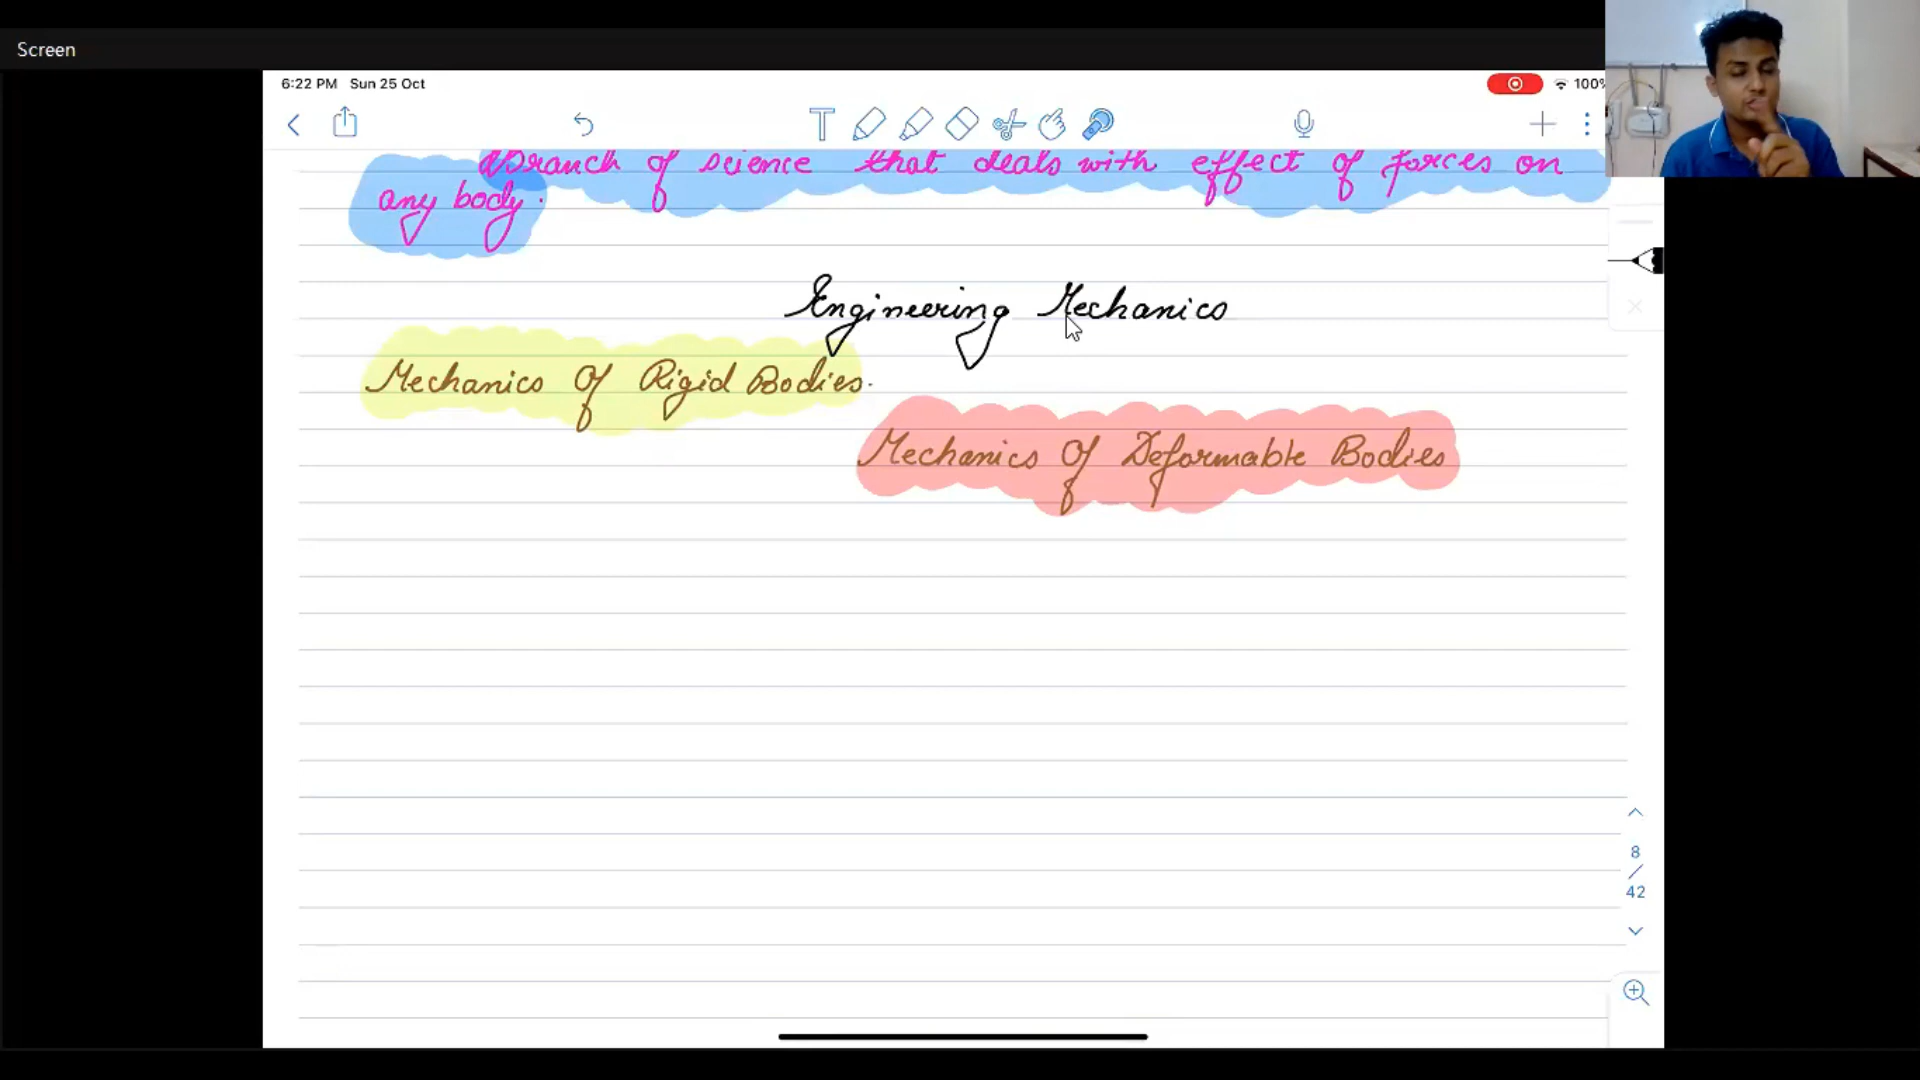 Screen
6:22 PM Sun 25 Oct
100%
Branch of science that deals with effect of forces on
any body.
Engineering Mechanics
Mechanics Of Rigid Bodies.
Mechanics Of Deformable Bodies
8
/
42